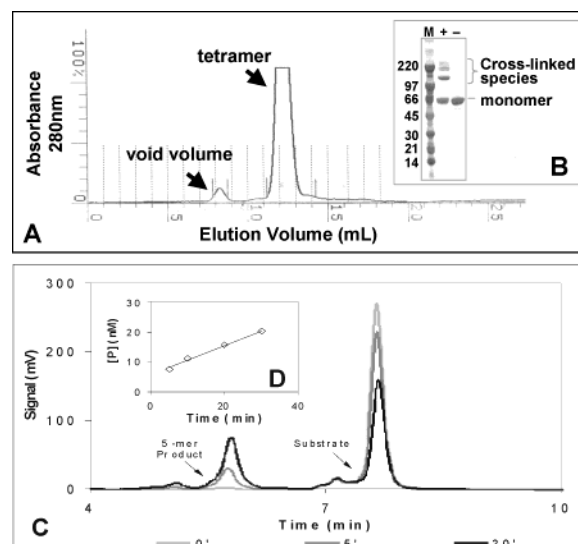 100%
Absorbance
280nm
0
tetramer
void volume
0.0 5 10 15 20 25
Elution Volume (mL)
A
M + –
220
97
66
45
30
21
14
Cross-linked
species
monomer
B
300
200
100
0
Signal (mV)
30
20
10
0
[P] (nM)
0 20 40
Time (min)
D
5-mer
Product
Substrate
4 7 10
Time (min)
C
0' 5'